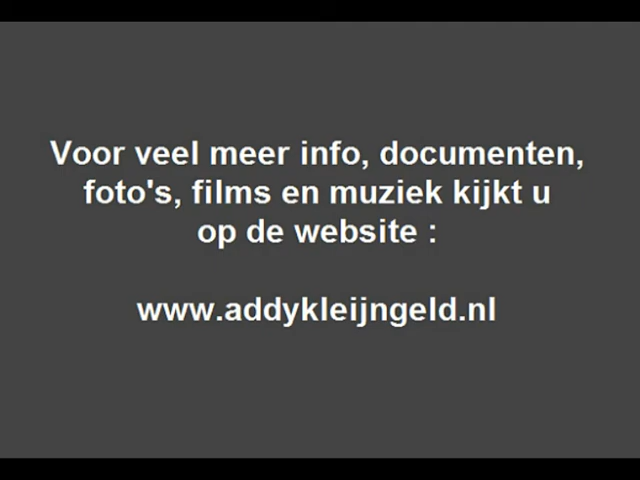 Voor veel meer info, documenten,
foto's, films en muziek kijkt u
op de website :
www.addykleijngeld.nl